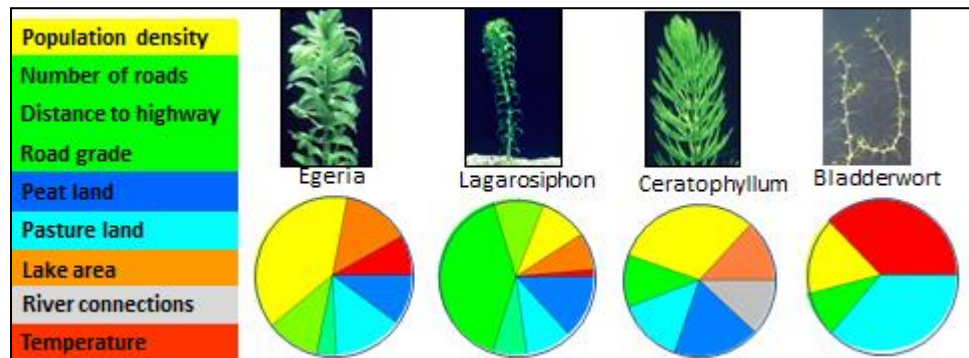 Population density
Number of roads
Distance to highway
Road grade
Peat land
Pasture land
Lake area
River connections
Temperature
Egeria
Lagarosiphon
Ceratophyllum
Bladderwort